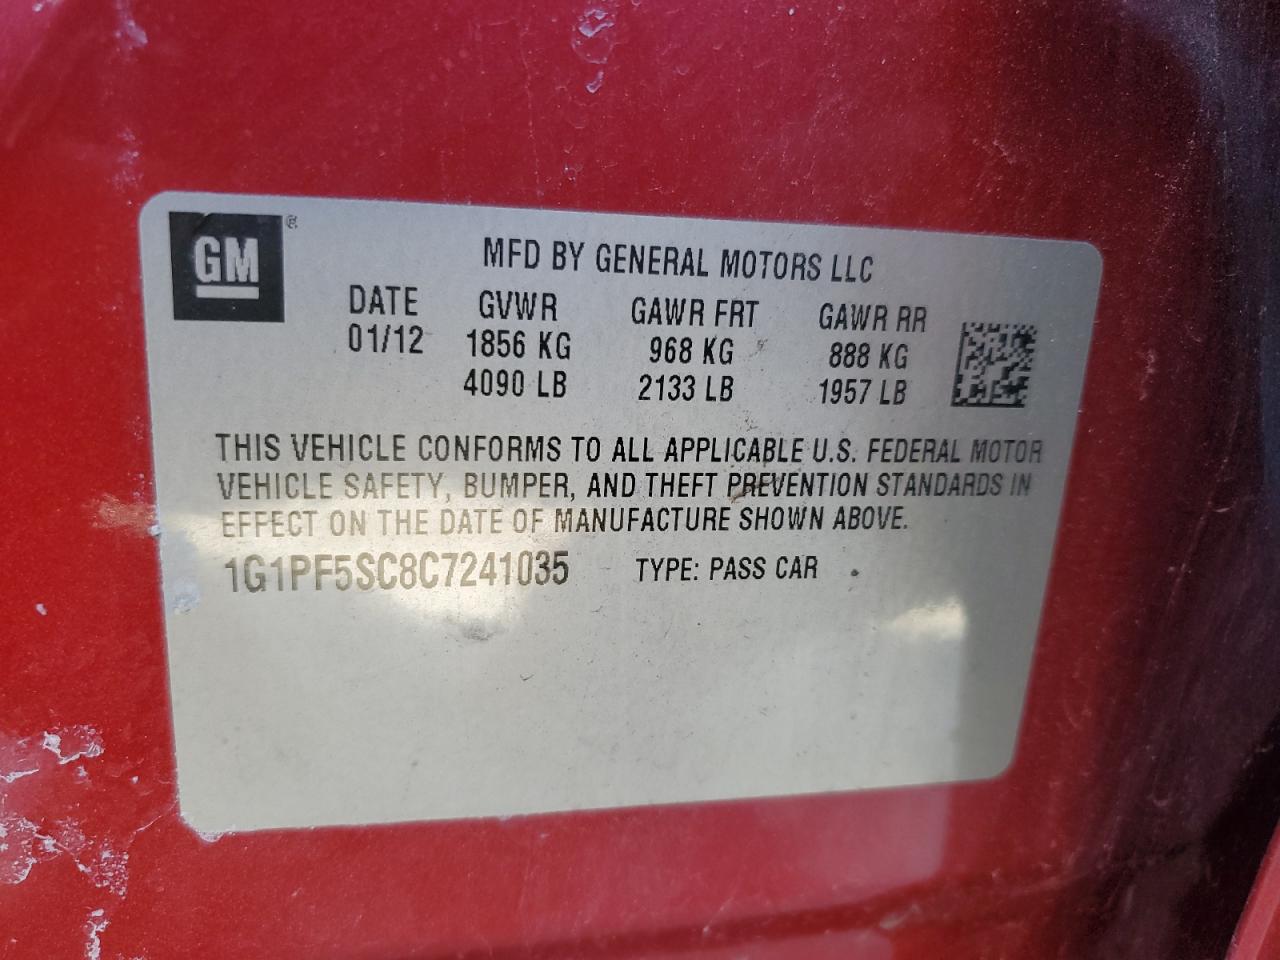 GM ®
MFD BY GENERAL MOTORS LLC
DATE GVWR GAWR FRT GAWR RR
01/12 1856 KG 968 KG 888 KG
4090 LB 2133 LB 1957 LB
THIS VEHICLE CONFORMS TO ALL APPLICABLE U.S. FEDERAL MOTOR
VEHICLE SAFETY, BUMPER, AND THEFT PREVENTION STANDARDS IN
EFFECT ON THE DATE OF MANUFACTURE SHOWN ABOVE.
1G1PF5SC8C7241035 TYPE: PASS CAR